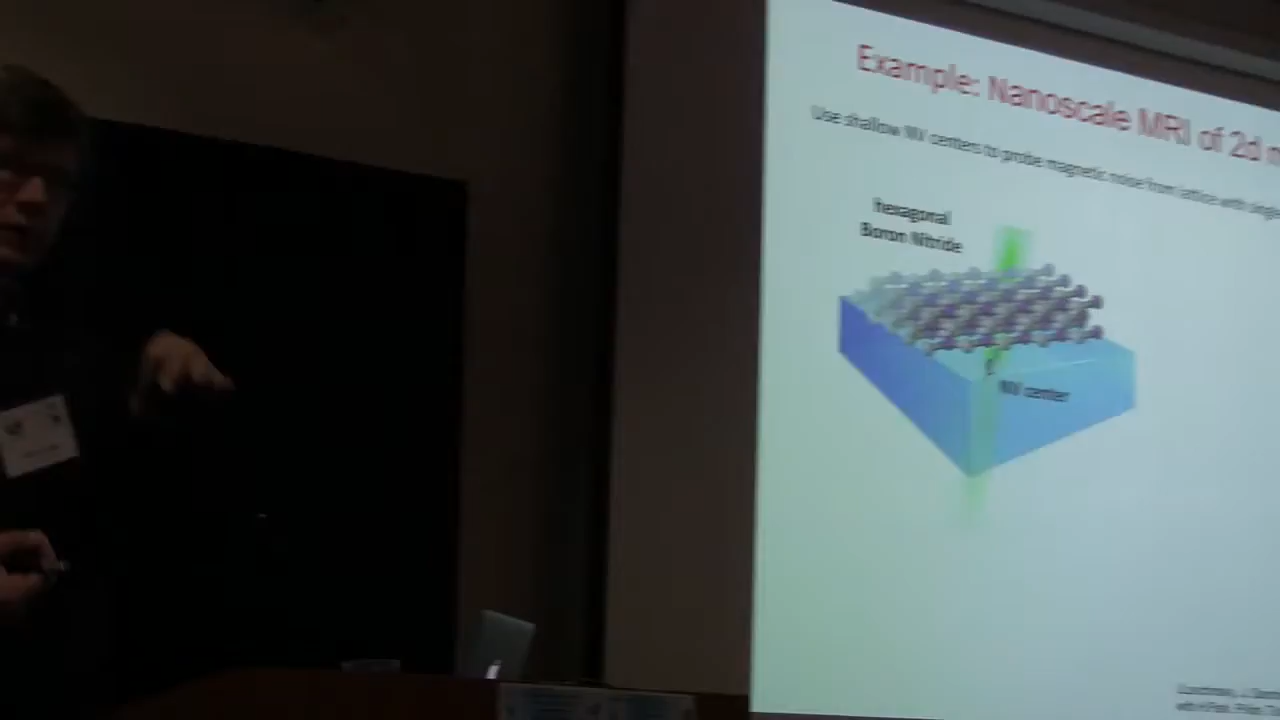 Example: Nanoscale MRI of 2d
Use shallow NV centers to probe magnetic noise from lattice with
hexagonal
Boron Nitride
NV center